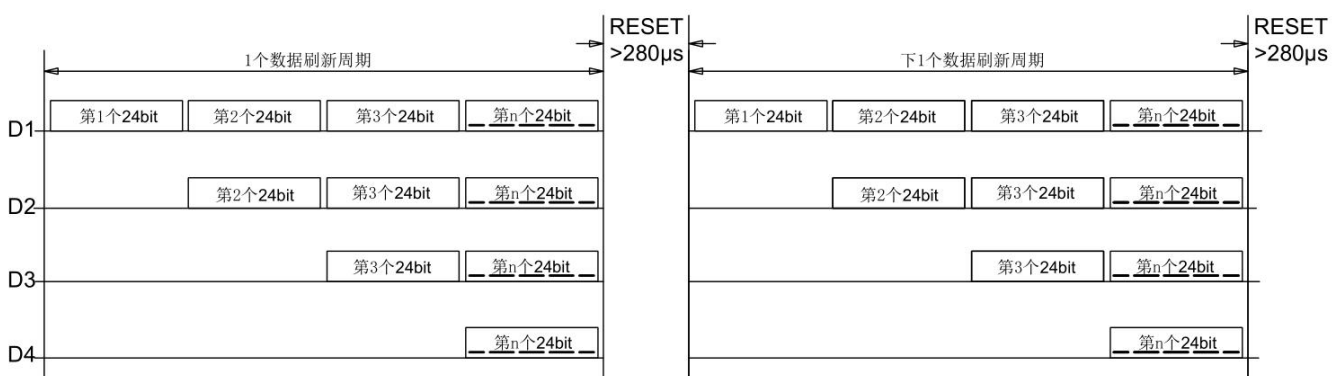 RESET
>280μs
RESET
>280μs
1个数据刷新周期
下1个数据刷新周期
D1 第1个24bit 第2个24bit 第3个24bit 第n个24bit 第1个24bit 第2个24bit 第3个24bit 第n个24bit
D2 第2个24bit 第3个24bit 第n个24bit 第2个24bit 第3个24bit 第n个24bit
D3 第3个24bit 第n个24bit 第3个24bit 第n个24bit
D4 第n个24bit 第n个24bit